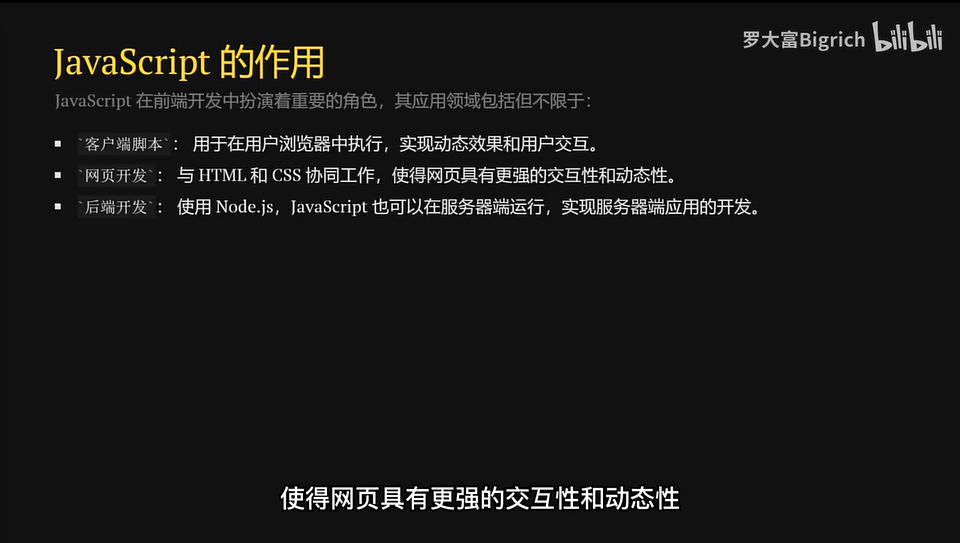 罗大富Bigrich bilibili
JavaScript 的作用
JavaScript 在前端开发中扮演着重要的角色，其应用领域包括但不限于：
▪ `客户端脚本`： 用于在用户浏览器中执行，实现动态效果和用户交互。
▪ `网页开发`： 与 HTML 和 CSS 协同工作，使得网页具有更强的交互性和动态性。
▪ `后端开发`： 使用 Node.js，JavaScript 也可以在服务器端运行，实现服务器端应用的开发。
使得网页具有更强的交互性和动态性